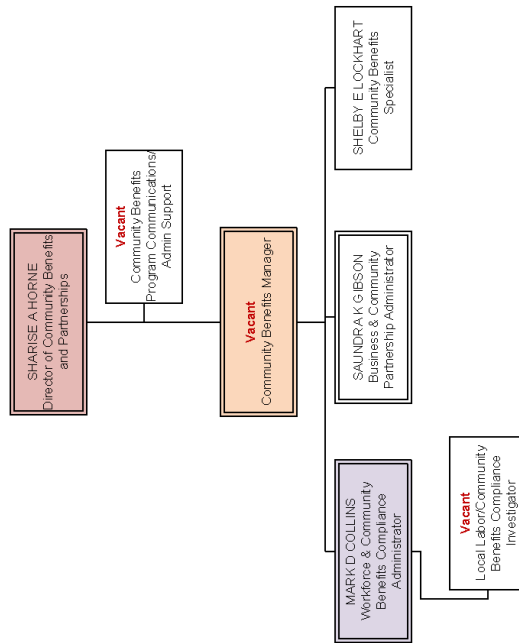 SHARISE A HORNE
Director of Community Benefits
and Partnerships
Vacant
Community Benefits
Program Communications/
Admin Support
Vacant
Community Benefits Manager
MARK D COLLINS
Workforce & Community
Benefits Compliance
Administrator
SAUNDRA K GIBSON
Business & Community
Partnership Administrator
SHELBY E LOCKHART
Community Benefits
Specialist
Vacant
Local Labor/Community
Benefits Compliance
Investigator